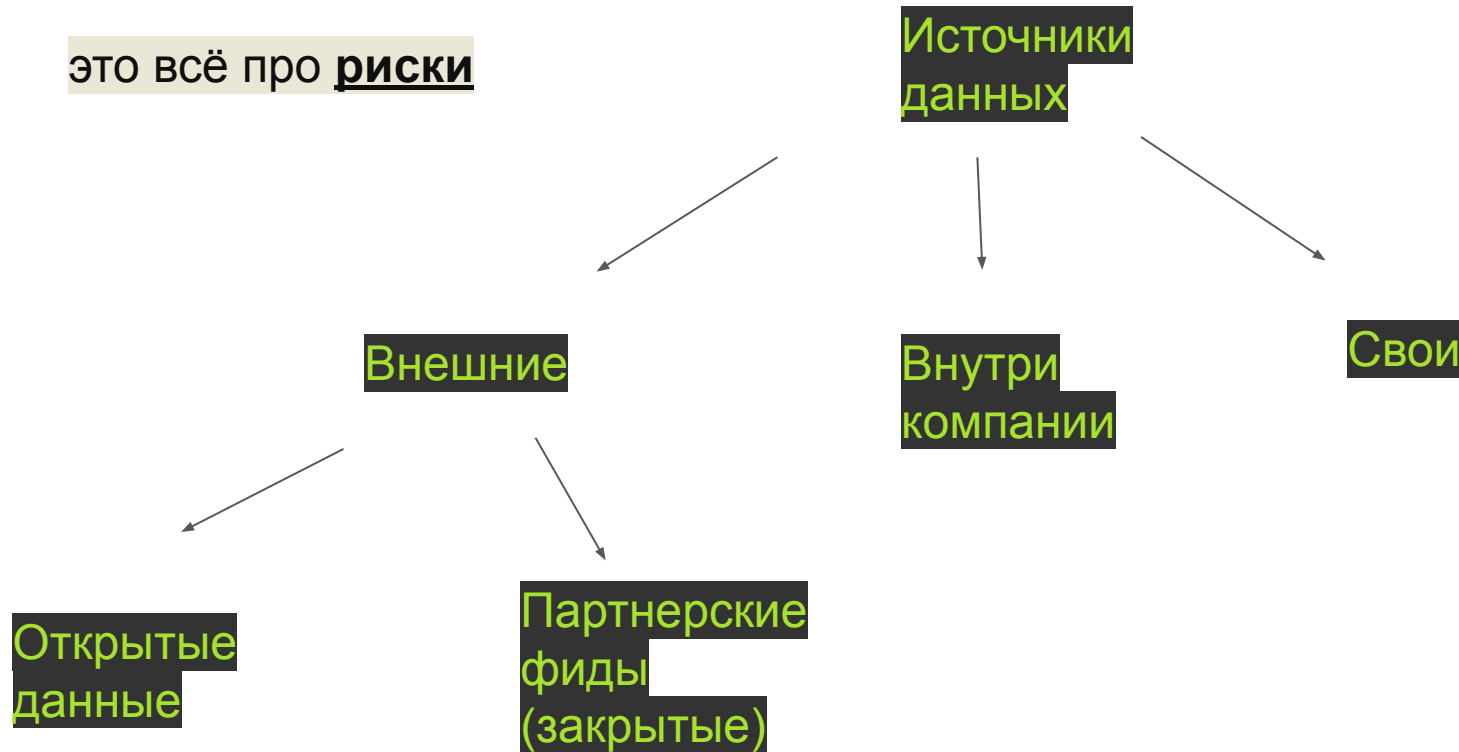 это всё про риски
Источники
данных
Внешние
Внутри
компании
Свои
Открытые
данные
Партнерские
фиды
(закрытые)